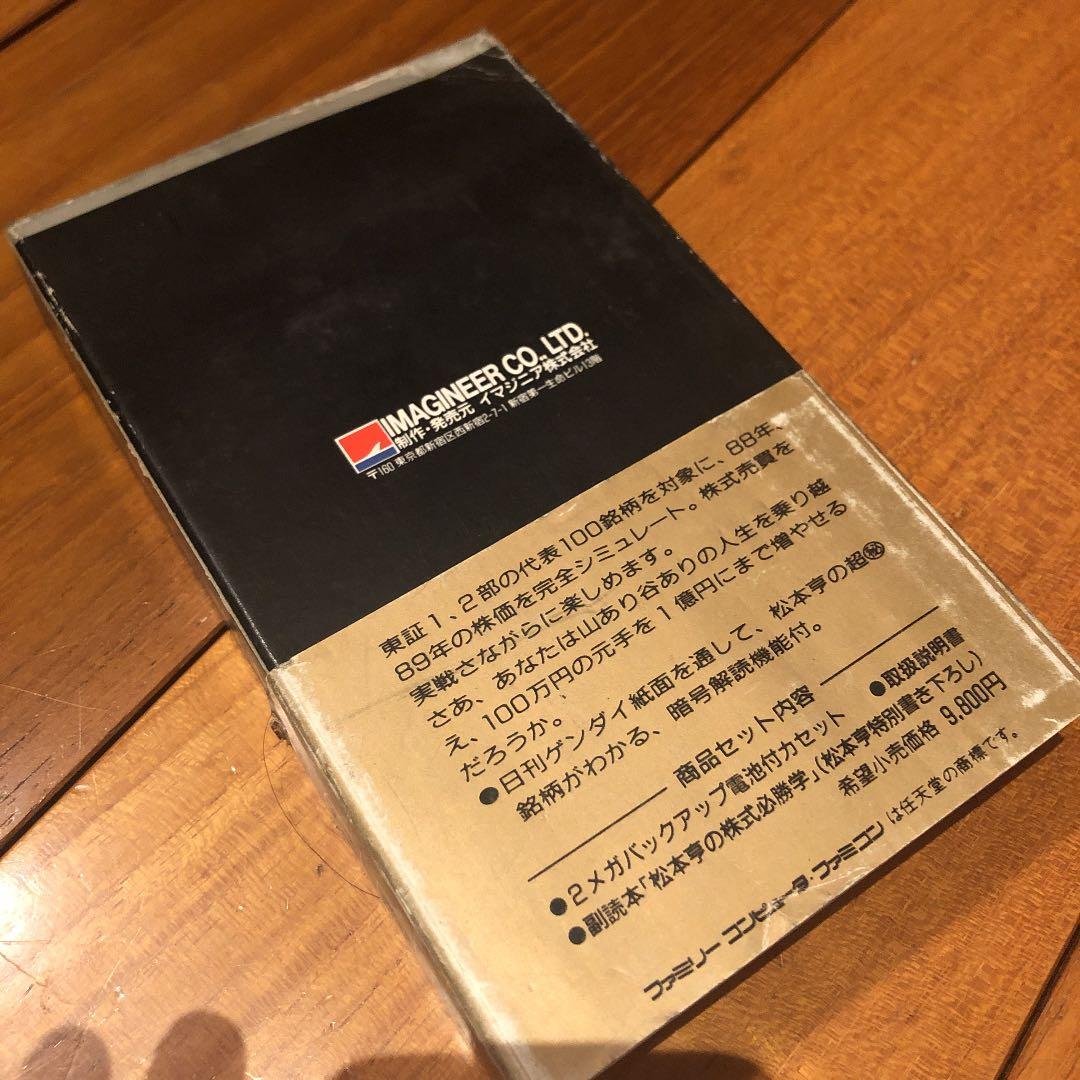 IMAGINEER CO., LTD.
制作・発売元 イマジニア株式会社
〒160 東京都新宿区西新宿2-7-1 新宿第一生命ビル13階
東証1、2部の代表100銘柄を対象に、88年、
89年の株価を完全シミュレート。株式売買を
実戦さながらに楽しめます。
さあ、あなたは山あり谷ありの人生を乗り越
え、100万円の元手を1億円にまで増やせる
だろうか。
●日刊ゲンダイ紙面を通して、松本亨の超㊙
銘柄がわかる、暗号解読機能付。
商品セット内容
●2メガバックアップ電池付カセット ●取扱説明書
●副読本「松本亨の株式必勝学」(松本亨特別書き下ろし)
希望小売価格 9,800円
ファミリーコンピュータ・ファミコンは任天堂の商標です。